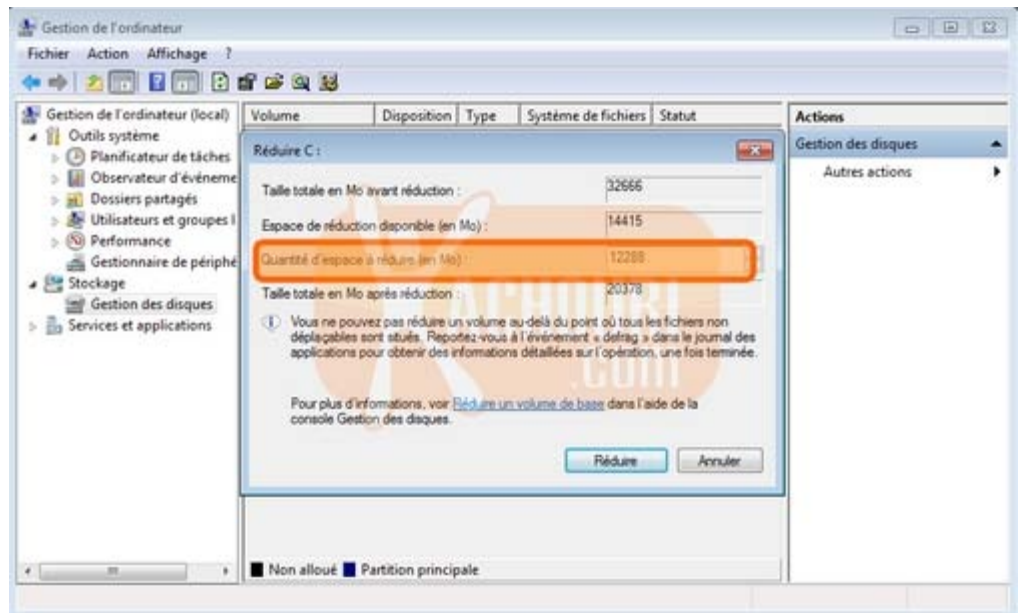 Gestion de l'ordinateur
Fichier Action Affichage ?
Gestion de l'ordinateur (local)
Outils système
Planificateur de tâches
Observateur d'événeme
Dossiers partagés
Utilisateurs et groupes l
Performance
Gestionnaire de périphé
Stockage
Gestion des disques
Services et applications
Volume Disposition Type Système de fichiers Statut
Réduire C :
Taille totale en Mo avant réduction : 32666
Espace de réduction disponible (en Mo) : 14415
Quantité d'espace à réduire (en Mo) : 12288
Taille totale en Mo après réduction : 20378
Vous ne pouvez pas réduire un volume au-delà du point où tous les fichiers non
déplaçables sont situés. Reportez-vous à l'événement « defrag » dans le journal des
applications pour obtenir des informations détaillées sur l'opération, une fois terminée.
Pour plus d'informations, voir Réduire un volume de base dans l'aide de la
console Gestion des disques.
Réduire Annuler
Non alloué Partition principale
Actions
Gestion des disques
Autres actions
.com